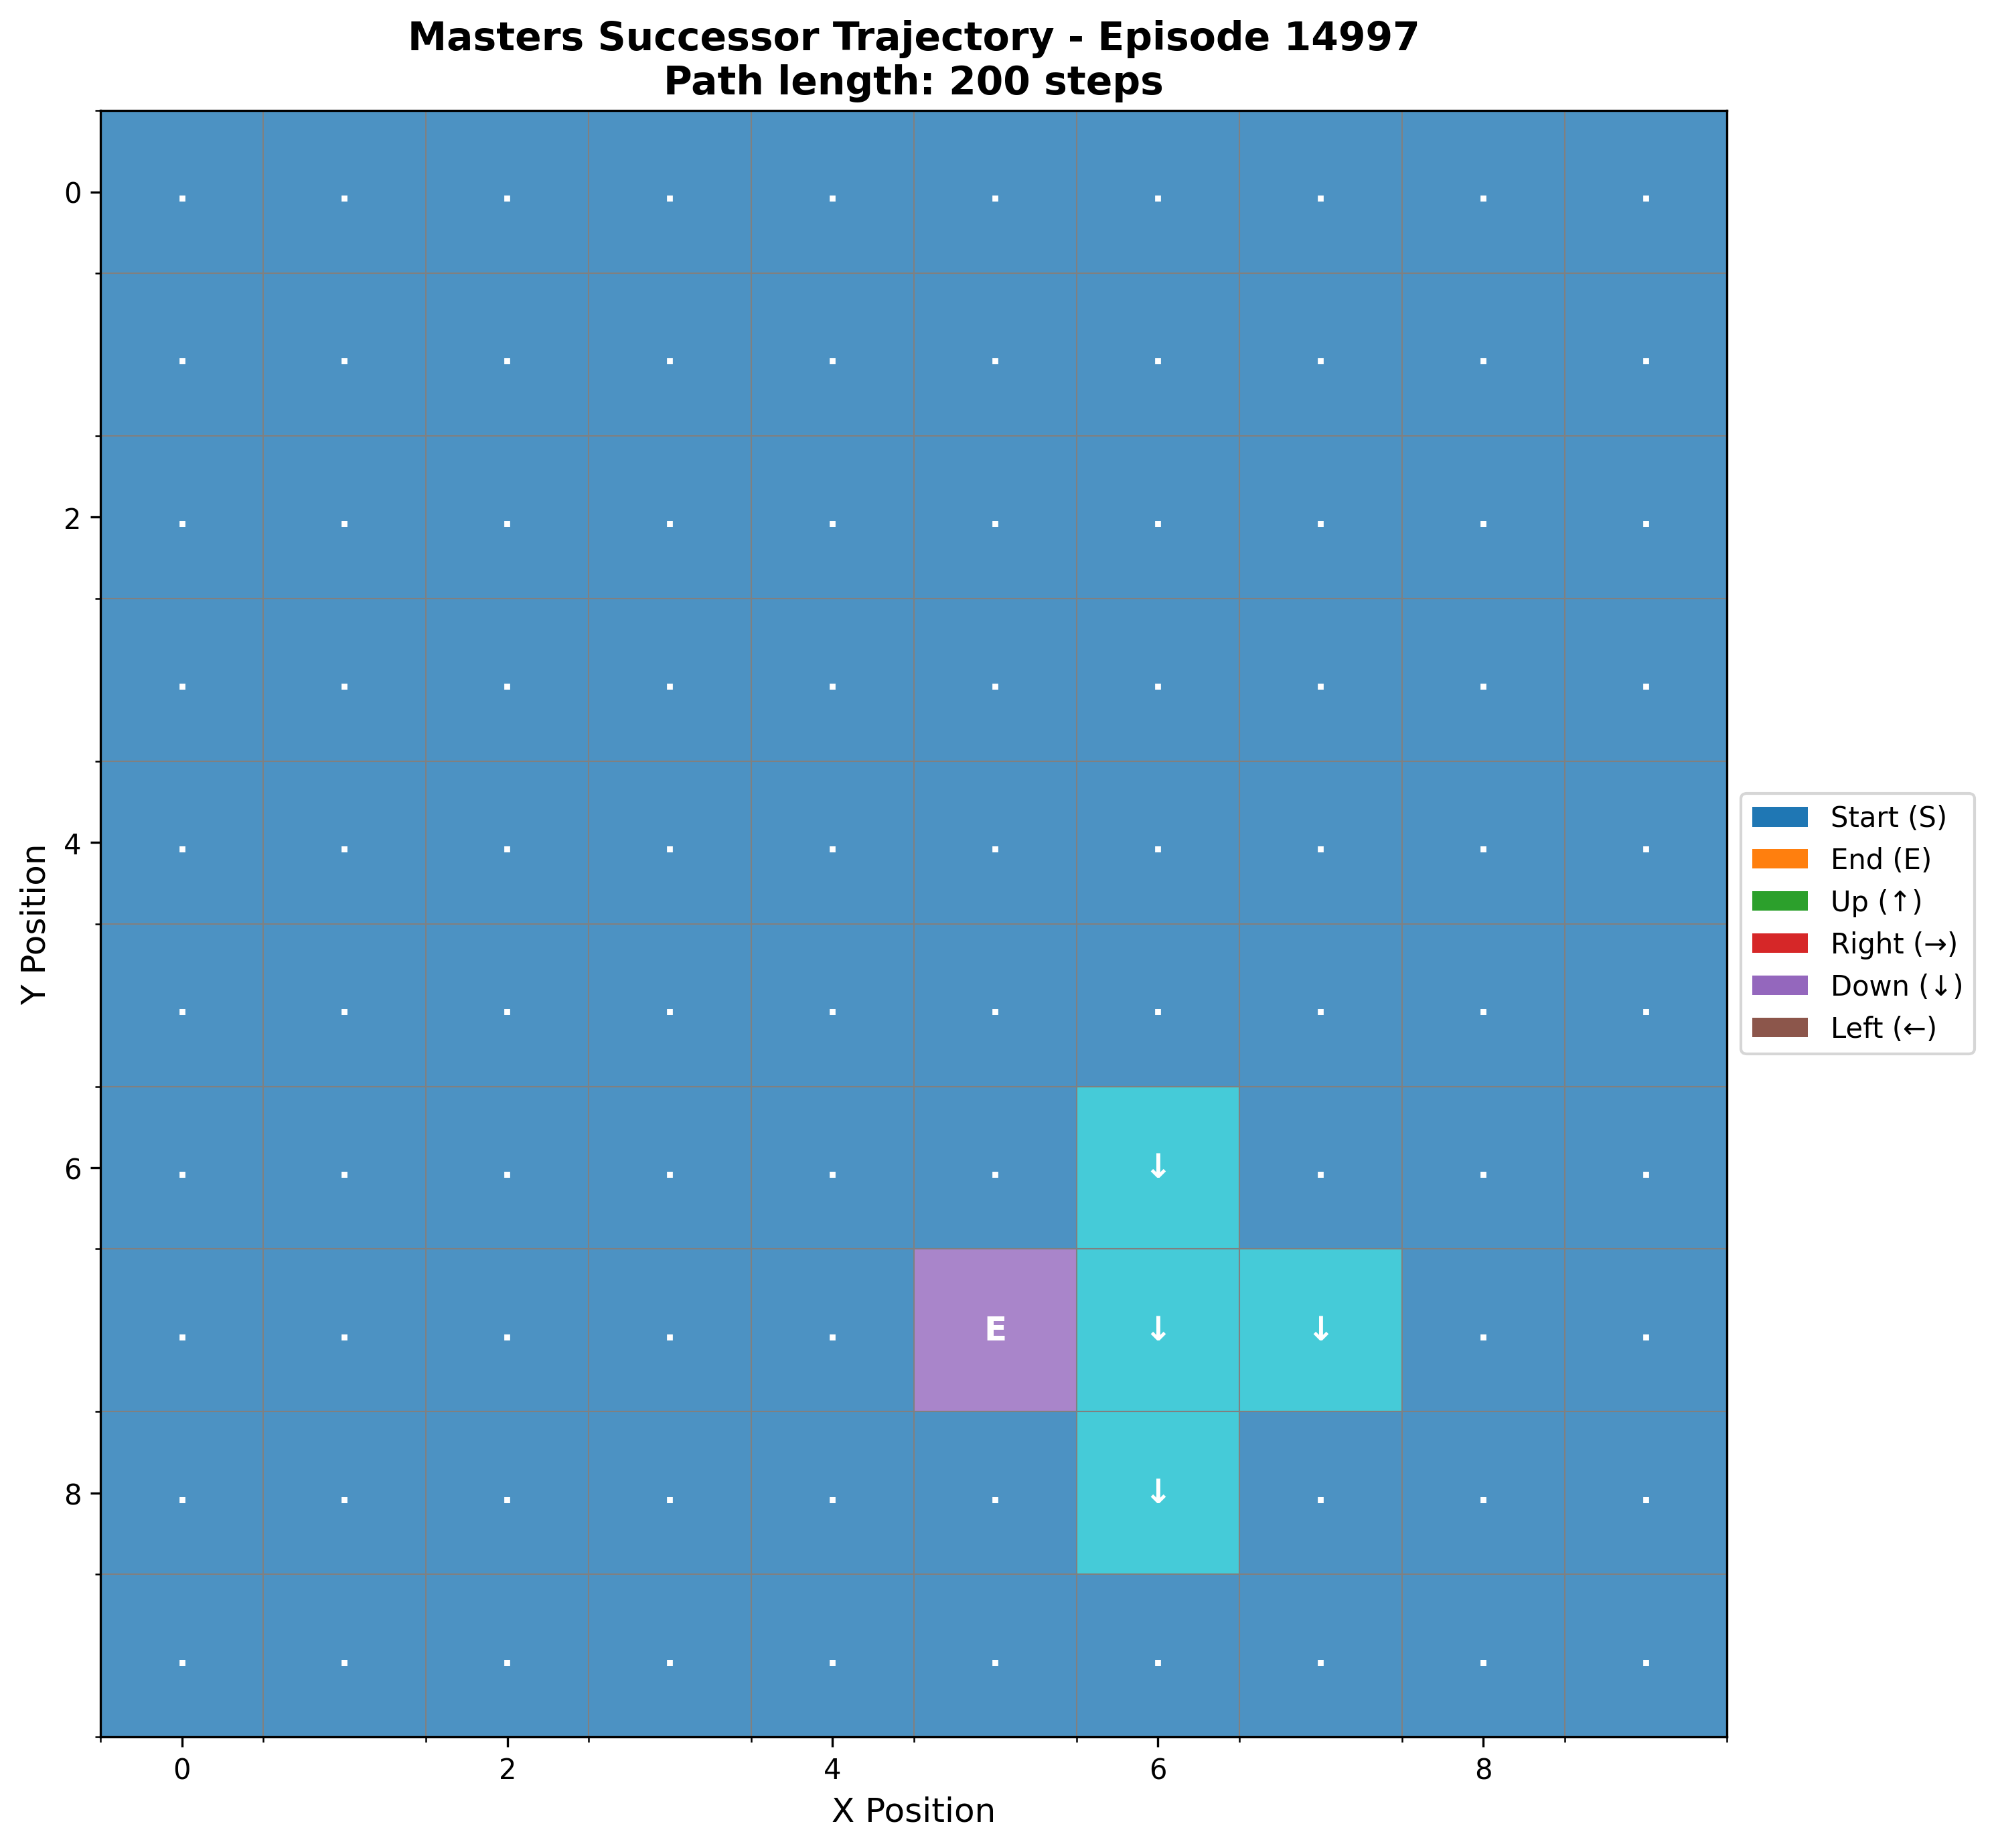 Masters Successor Trajectory - Episode 14997
Path length: 200 steps
0
2
4
6
8
Y Position
↓
E ↓ ↓
↓
0 2 4 6 8
X Position
Start (S)
End (E)
Up (↑)
Right (→)
Down (↓)
Left (←)